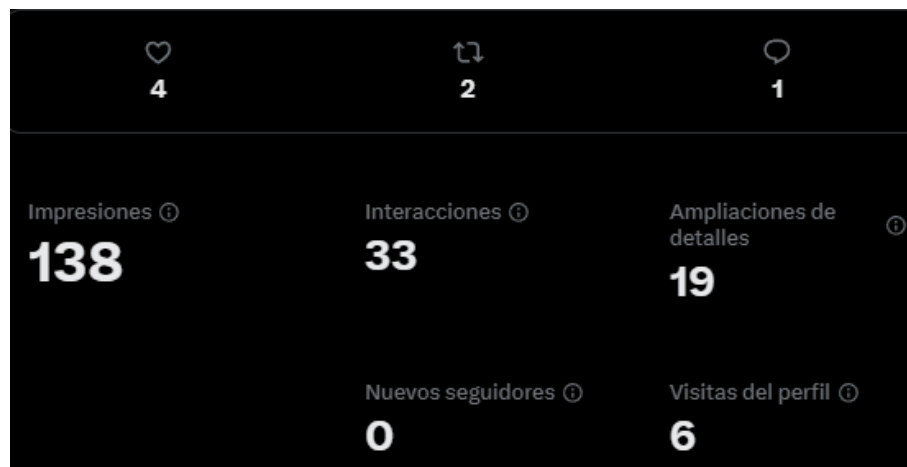 4 2 1
Impresiones Interacciones Ampliaciones de
detalles
138 33 19
Nuevos seguidores Visitas del perfil
0 6